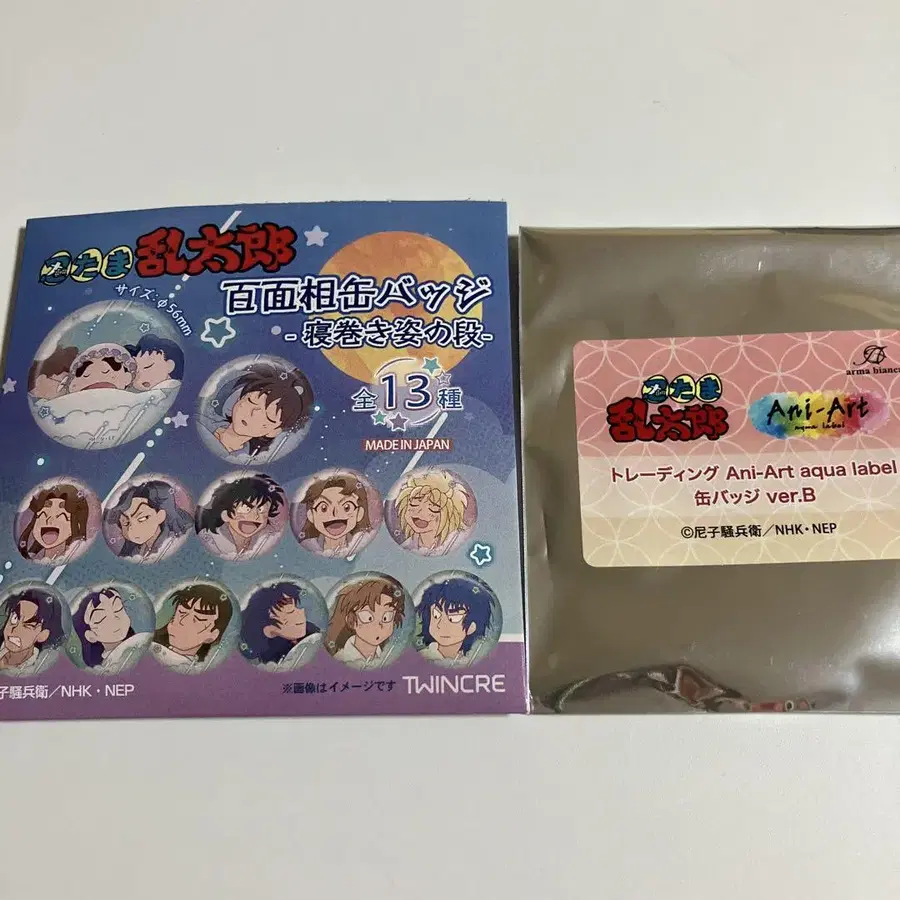 忍たま乱太郎
サイズ:φ56mm
百面相缶バッジ
- 寝巻き姿の段-
全13種
MADE IN JAPAN
子騒兵衛/NHK・NEP
※画像はイメージです
TWINCRE
arma bianca
忍たま
乱太郎
Ani-Art
aqua label
トレーディング Ani-Art aqua label
缶バッジ ver.B
©尼子騒兵衛/NHK・NEP